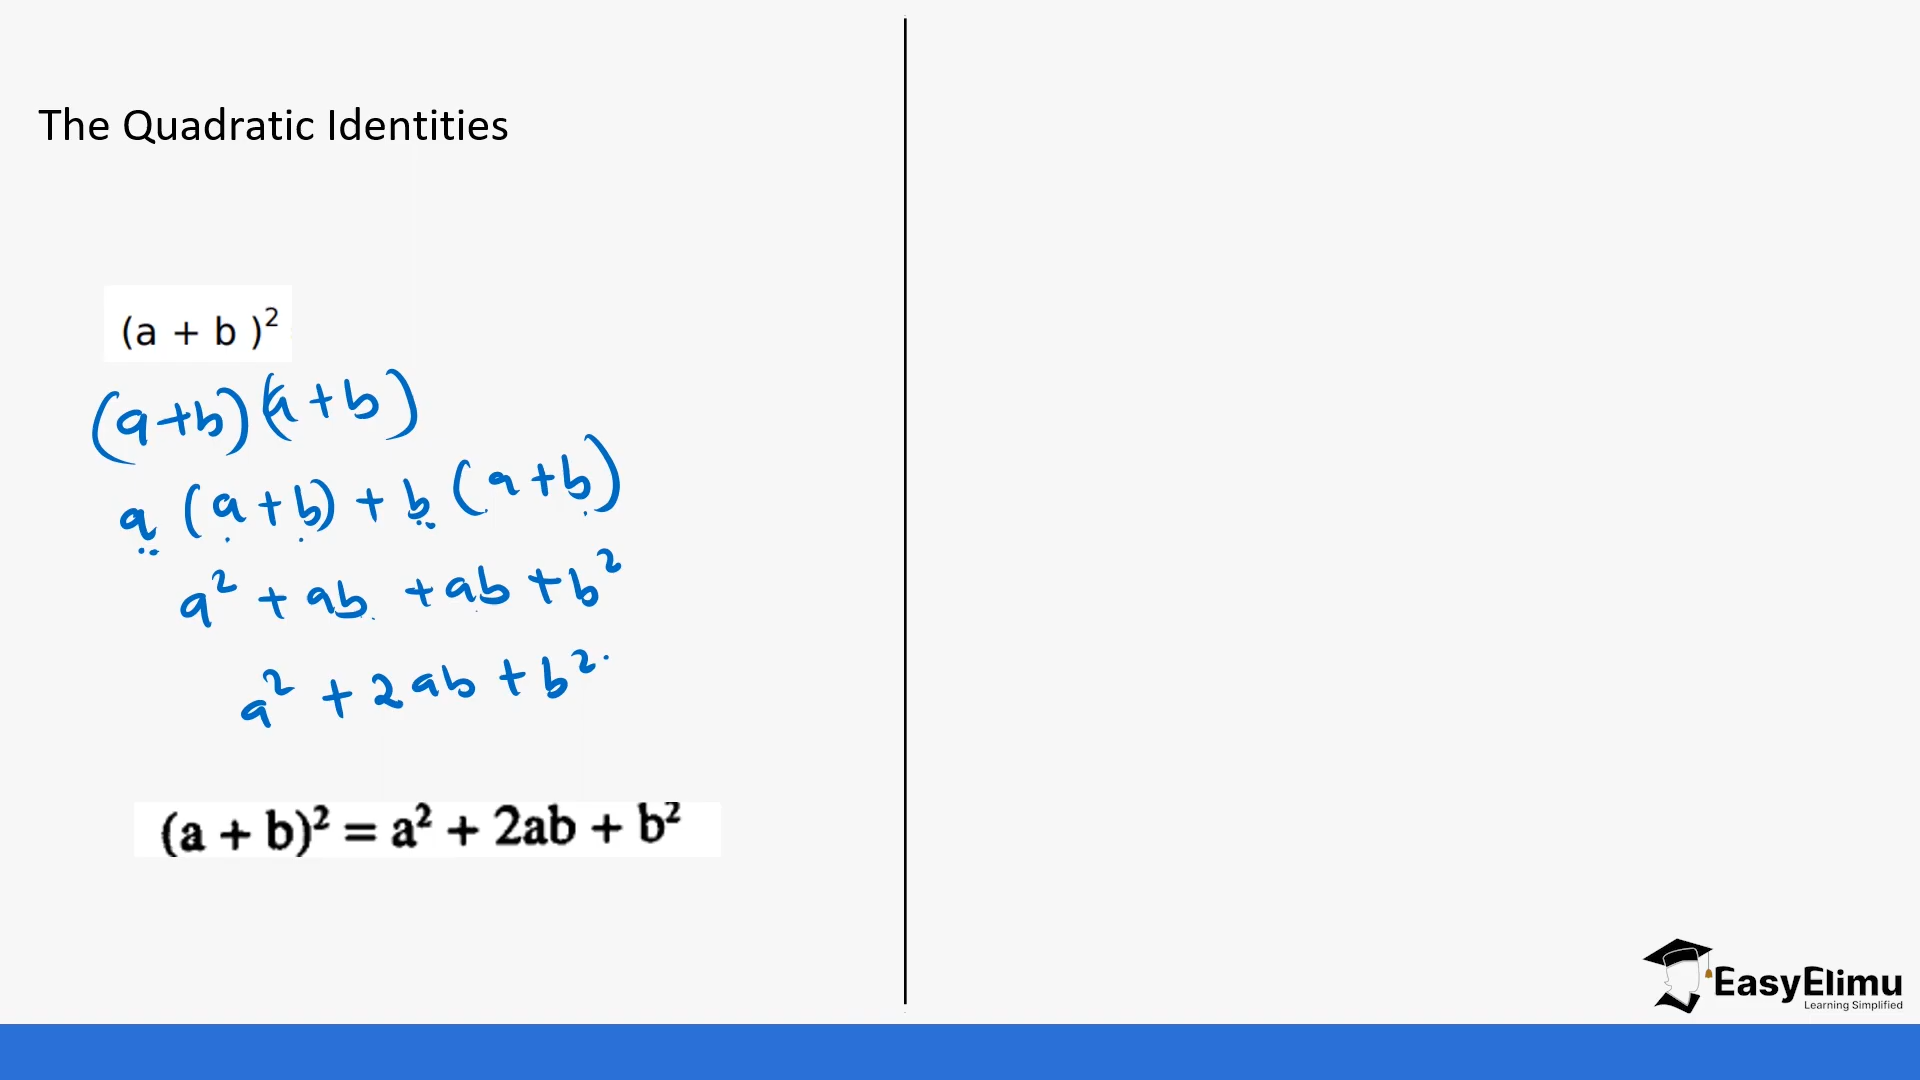 The Quadratic Identities
(a + b )²
(a+b)(a+b)
a (a+b) + b (a+b)
a² + ab + ab + b²
a² + 2ab + b².
(a + b)² = a² + 2ab + b²
EasyElimu
Learning Simplified